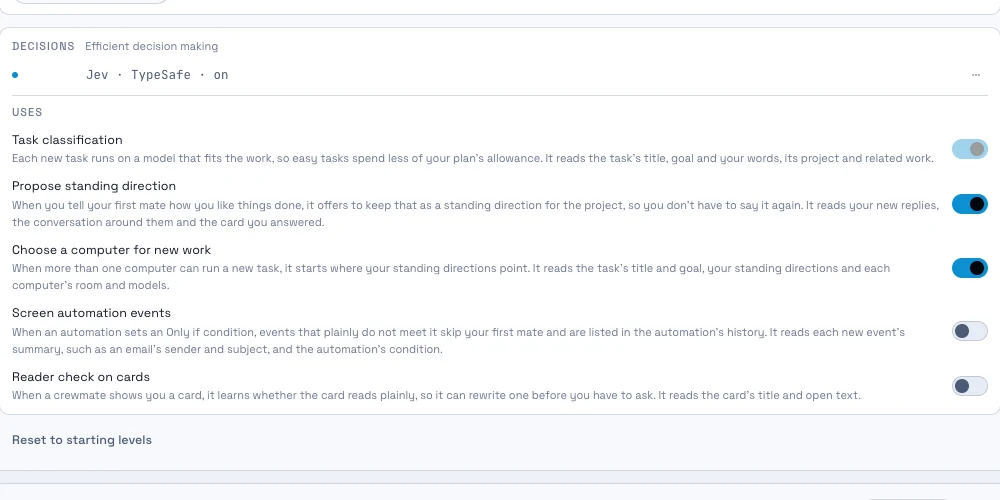 DECISIONS Efficient decision making
Jev · TypeSafe · on
...
USES
Task classification
Each new task runs on a model that fits the work, so easy tasks spend less of your plan's allowance. It reads the task's title, goal and your words, its project and related work.
Propose standing direction
When you tell your first mate how you like things done, it offers to keep that as a standing direction for the project, so you don't have to say it again. It reads your new replies,
the conversation around them and the card you answered.
Choose a computer for new work
When more than one computer can run a new task, it starts where your standing directions point. It reads the task's title and goal, your standing directions and each
computer's room and models.
Screen automation events
When an automation sets an Only if condition, events that plainly do not meet it skip your first mate and are listed in the automation's history. It reads each new event's
summary, such as an email's sender and subject, and the automation's condition.
Reader check on cards
When a crewmate shows you a card, it learns whether the card reads plainly, so it can rewrite one before you have to ask. It reads the card's title and open text.
Reset to starting levels